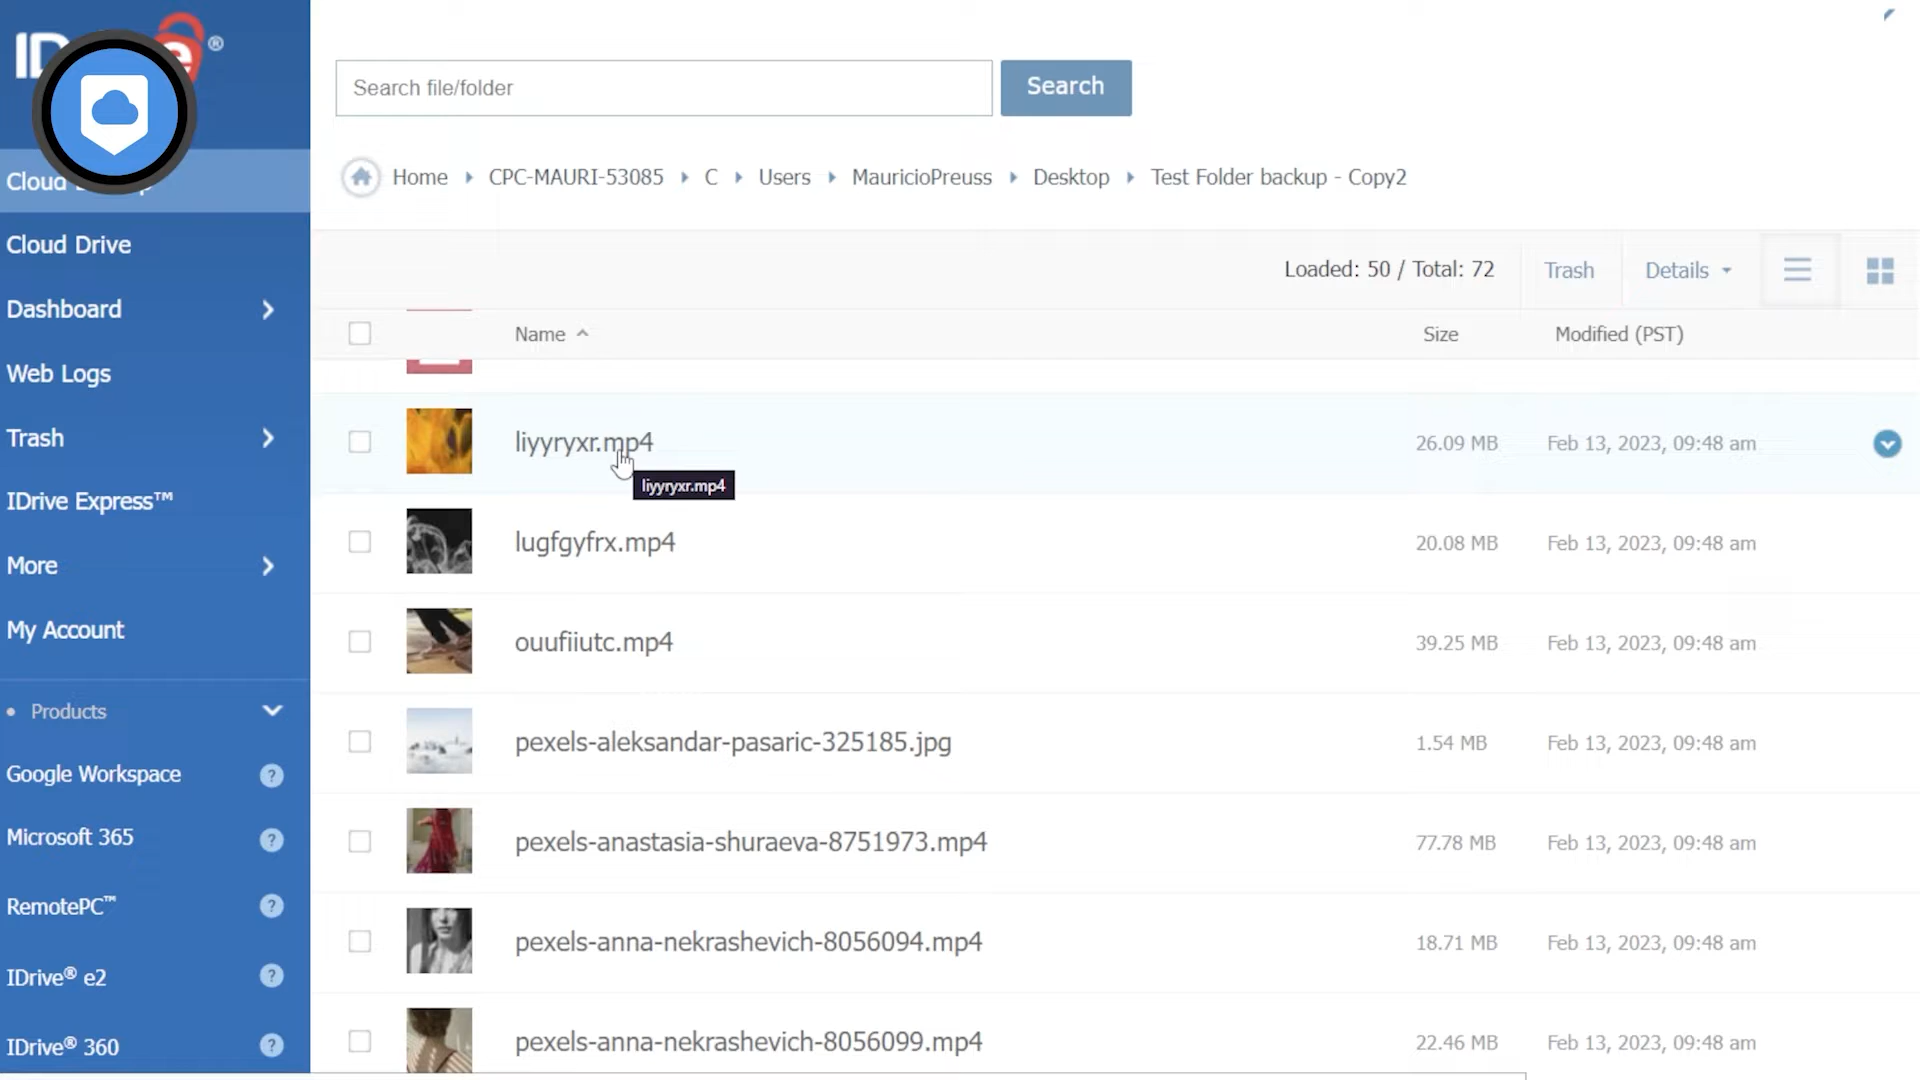 ID e ®
Search file/folder
Search
Cloud
Home CPC-MAURI-53085 C Users MauricioPreuss Desktop Test Folder backup - Copy2
Cloud Drive
Loaded: 50 / Total: 72
Trash
Details
Dashboard
Name
Size
Modified (PST)
Web Logs
Trash
liyyryxr.mp4
26.09 MB
Feb 13, 2023, 09:48 am
liyyryxr.mp4
IDrive Express™
lugfgyfrx.mp4
20.08 MB
Feb 13, 2023, 09:48 am
More
My Account
ouufiiutc.mp4
39.25 MB
Feb 13, 2023, 09:48 am
Products
pexels-aleksandar-pasaric-325185.jpg
1.54 MB
Feb 13, 2023, 09:48 am
Google Workspace ?
Microsoft 365 ?
pexels-anastasia-shuraeva-8751973.mp4
77.78 MB
Feb 13, 2023, 09:48 am
RemotePC™ ?
pexels-anna-nekrashevich-8056094.mp4
18.71 MB
Feb 13, 2023, 09:48 am
IDrive® e2 ?
IDrive® 360 ?
pexels-anna-nekrashevich-8056099.mp4
22.46 MB
Feb 13, 2023, 09:48 am